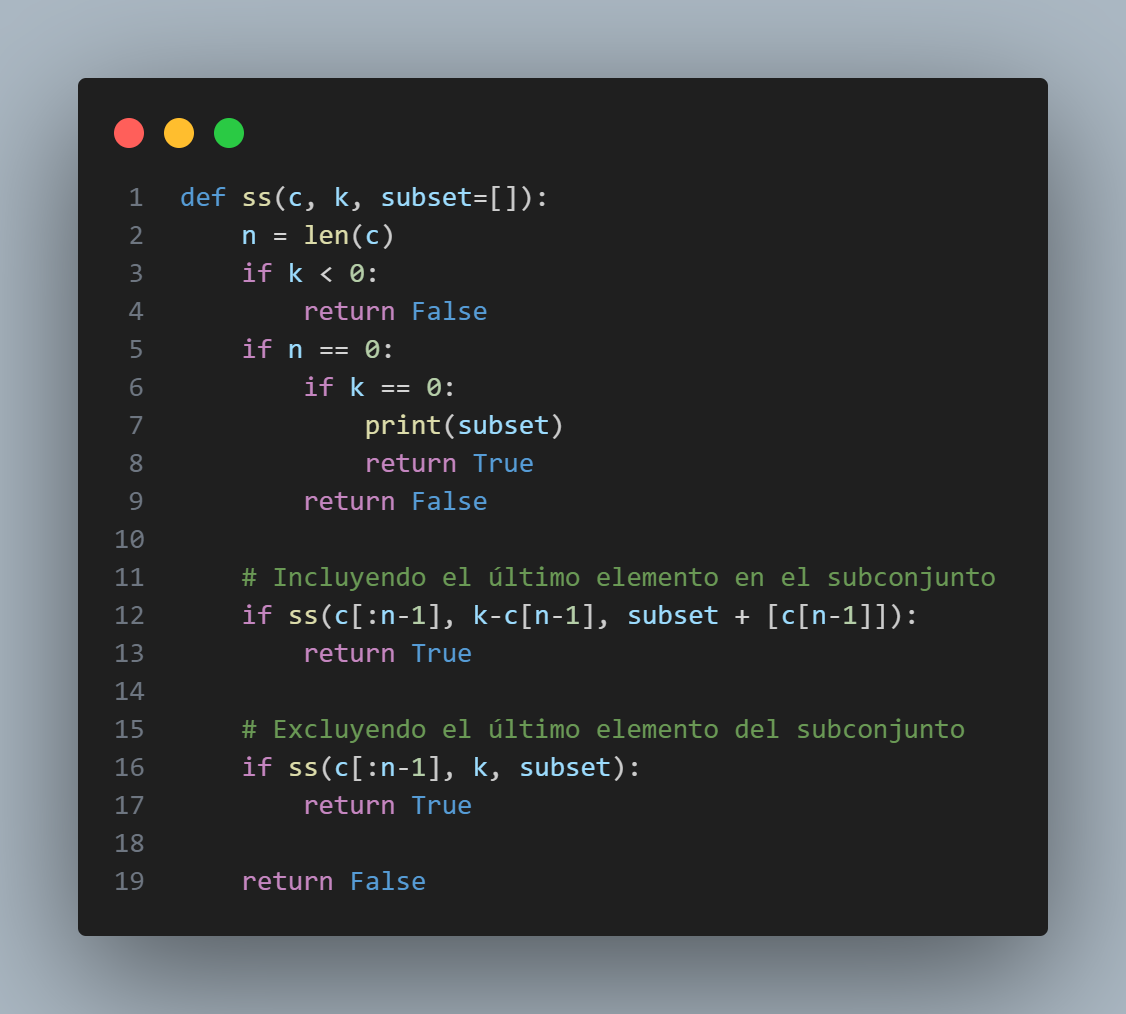 1 def ss(c, k, subset=[]):
2     n = len(c)
3     if k < 0:
4         return False
5     if n == 0:
6         if k == 0:
7             print(subset)
8             return True
9         return False
10
11     # Incluyendo el último elemento en el subconjunto
12     if ss(c[:n-1], k-c[n-1], subset + [c[n-1]]):
13         return True
14
15     # Excluyendo el último elemento del subconjunto
16     if ss(c[:n-1], k, subset):
17         return True
18
19     return False